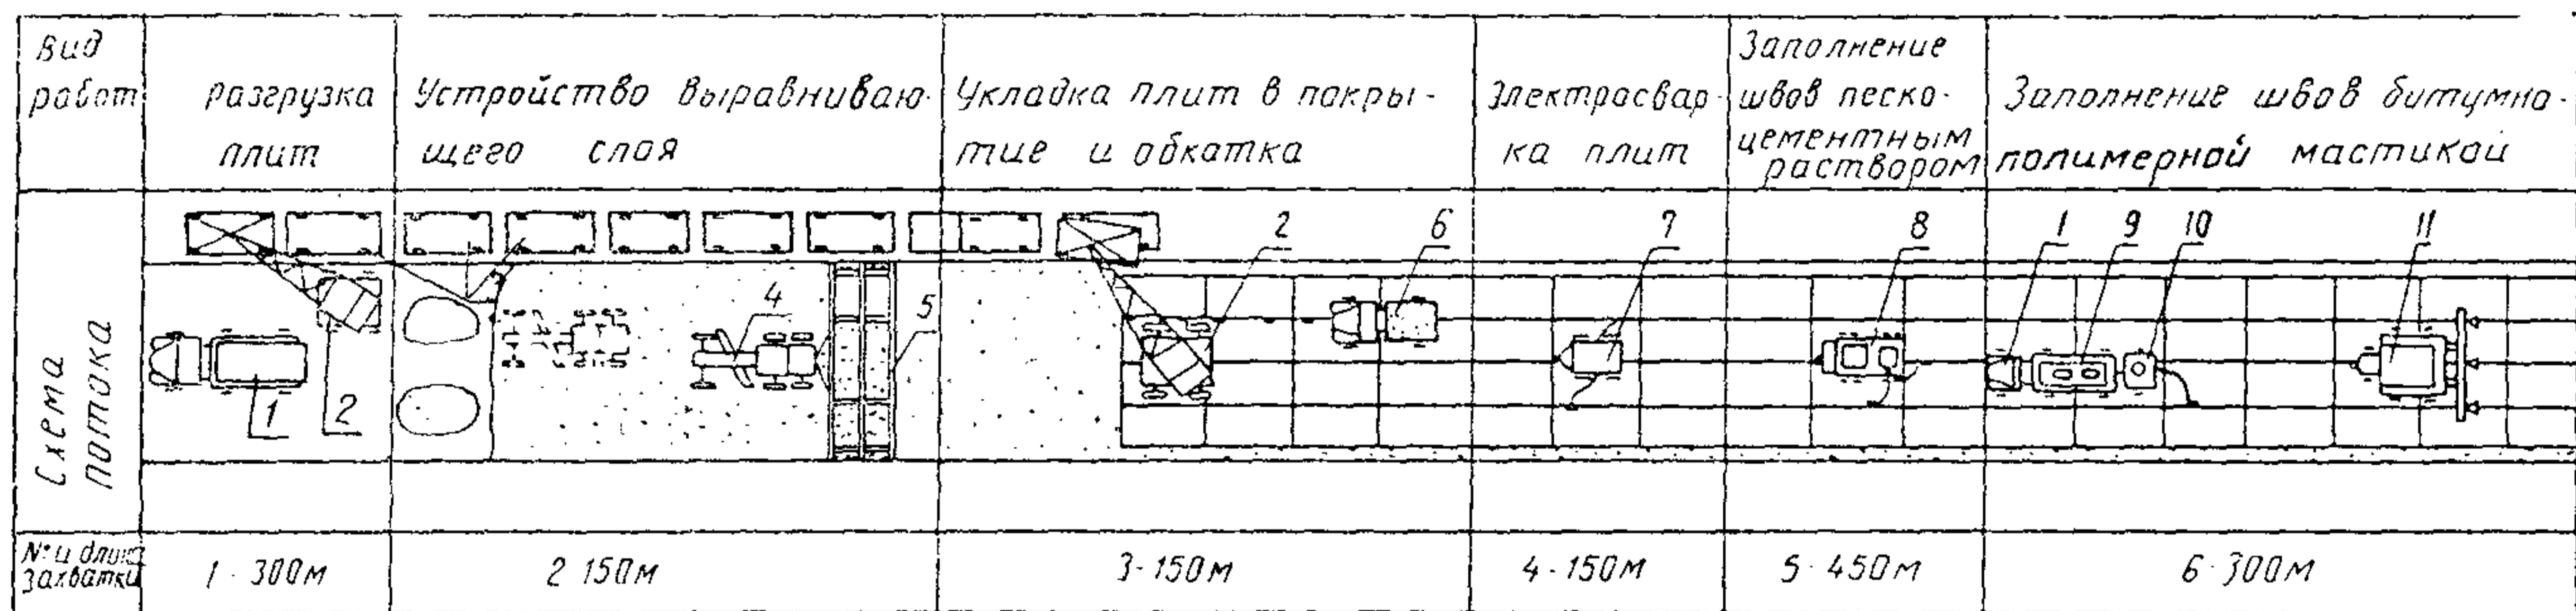 Вид
работ
разгрузка
плит
Устройство выравниваю-
щего слоя
Укладка плит в покры-
тие и обкатка
Электросвар-
ка плит
Заполнение
швов песко-
цементным
раствором
Заполнение швов битумно-
полимерной мастикой
Схема
потока
1
2
4
5
2
6
7
8
1
9
10
11
№ и длина
захватки
1-300м
2 150м
3-150м
4-150м
5-450м
6-300м